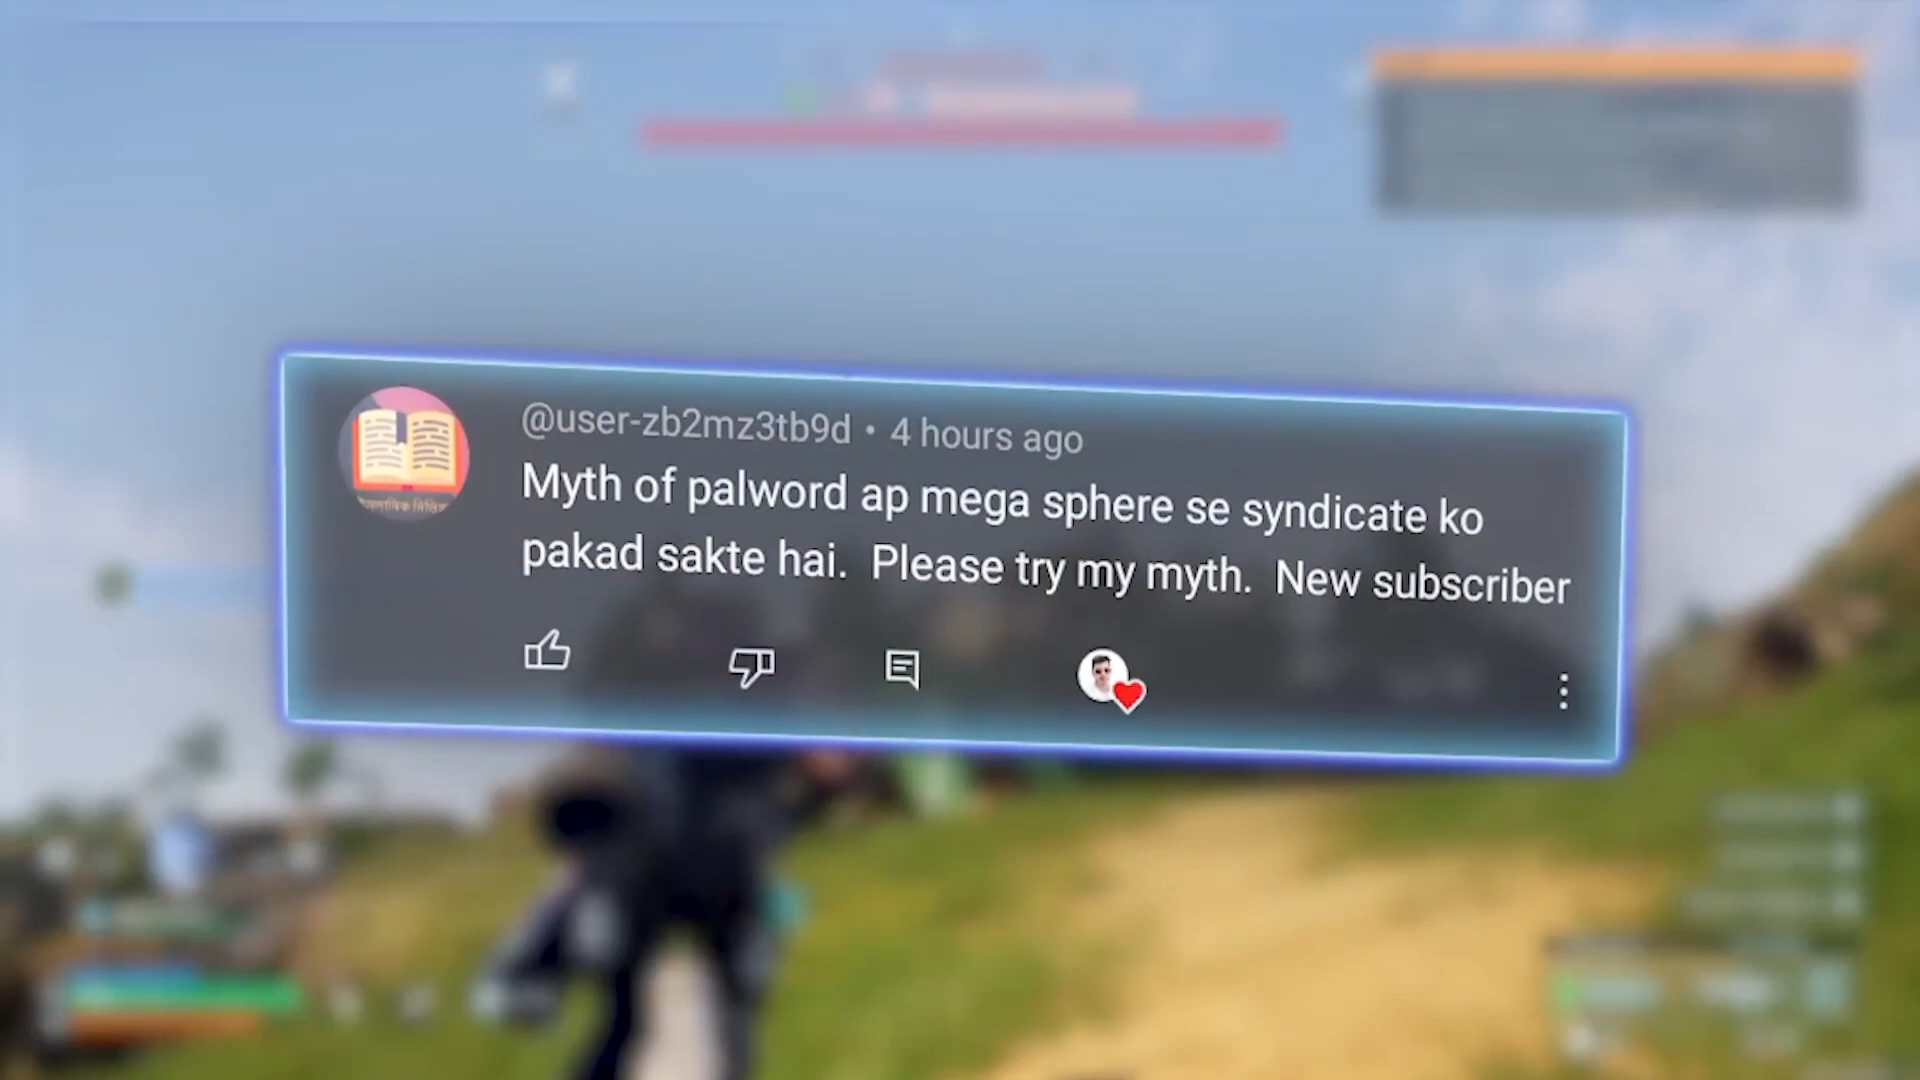 @user-zb2mz3tb9d • 4 hours ago
Myth of palword ap mega sphere se syndicate ko
pakad sakte hai. Please try my myth. New subscriber